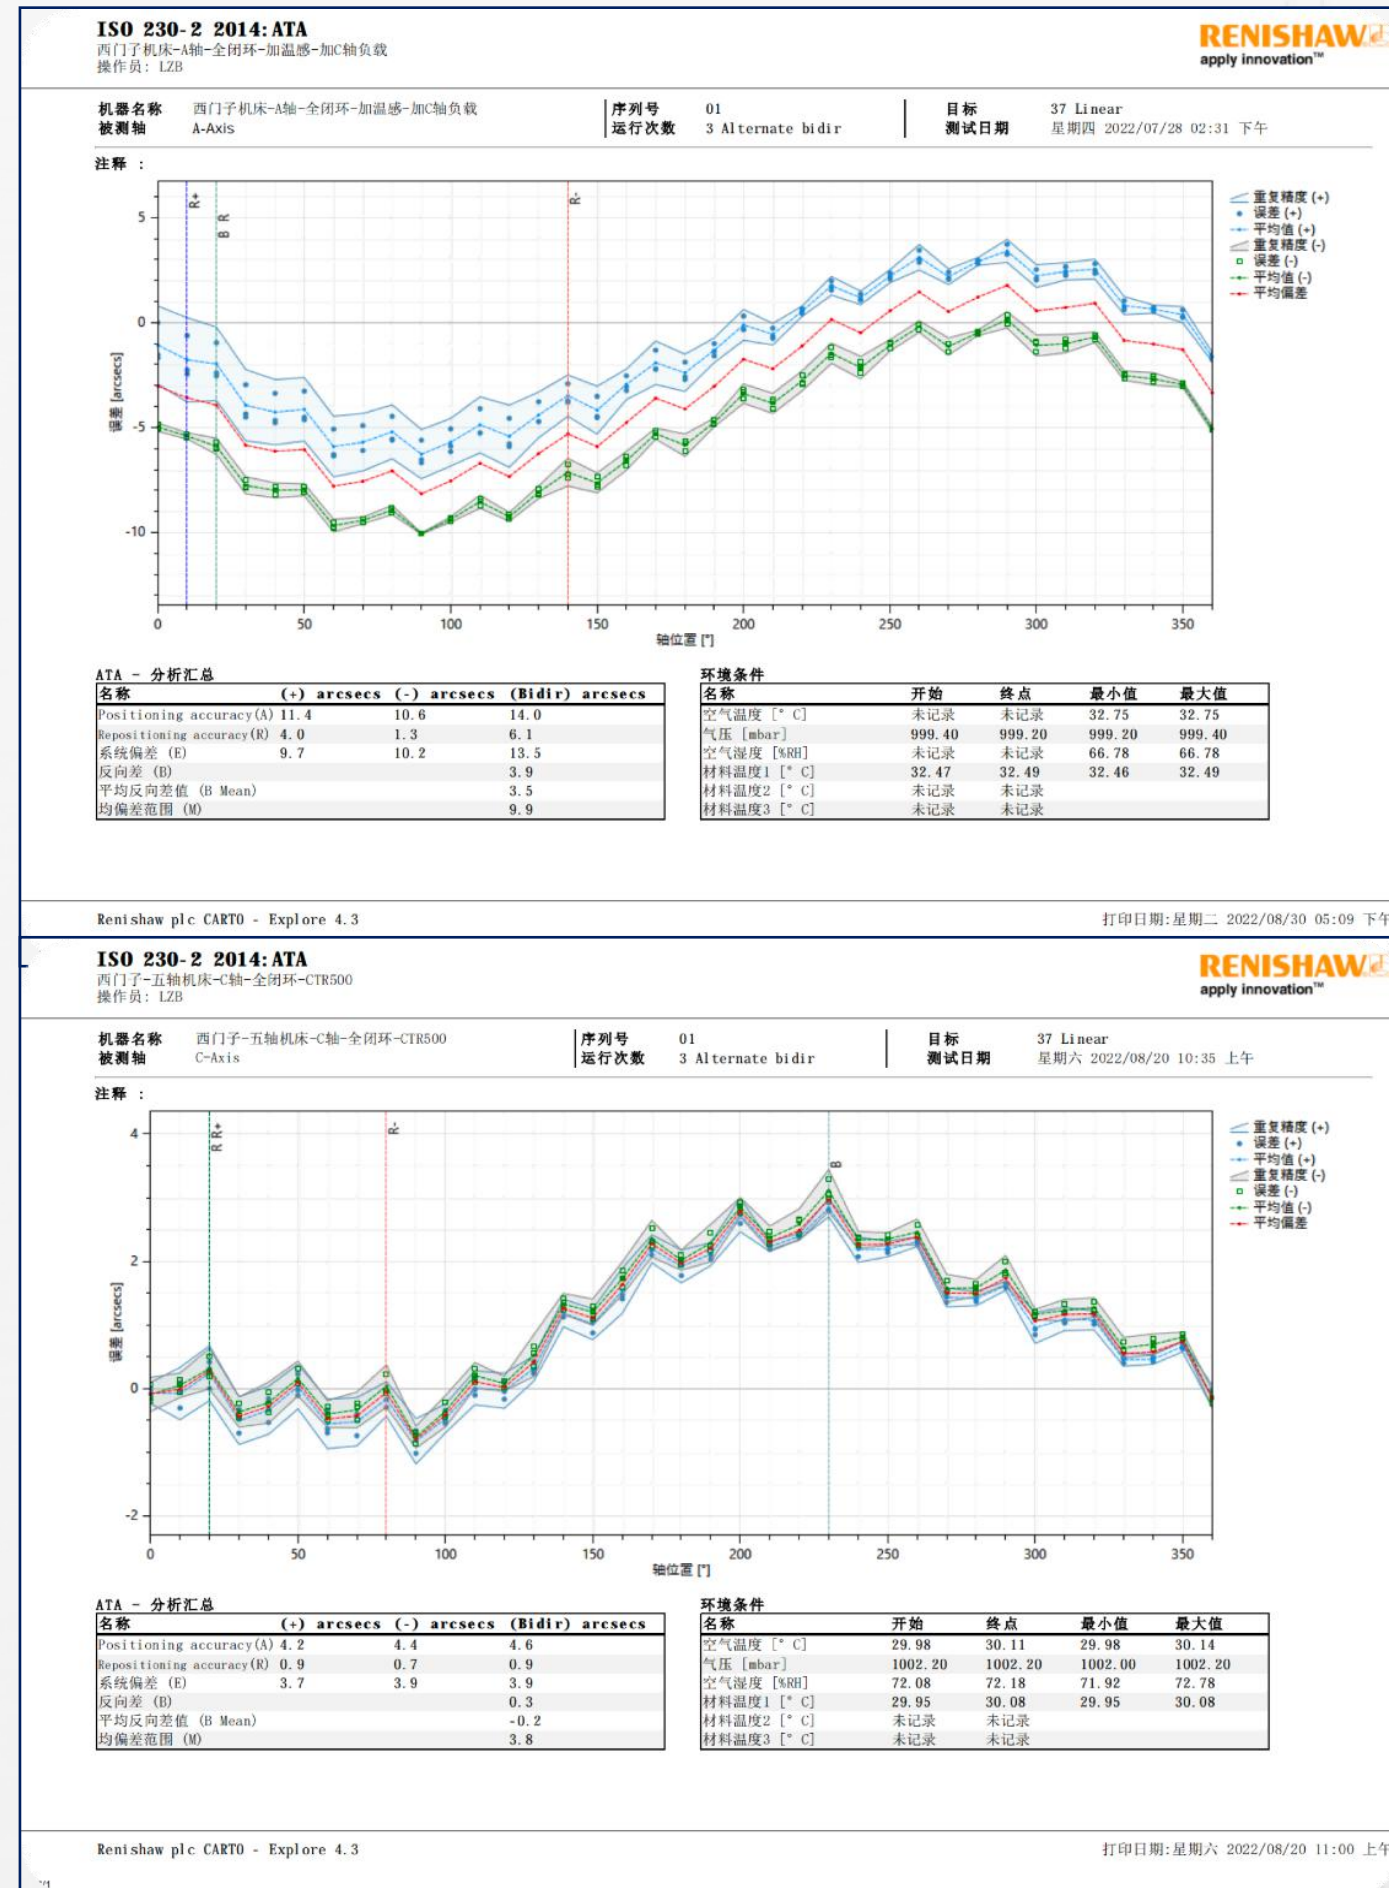 ISO 230-2 2014:ATA
西门子机床-A轴-全闭环-加温感-加C轴负载
操作员: LZB
RENISHAW
apply innovation™
机器名称 西门子机床-A轴-全闭环-加温感-加C轴负载 序列号 01 目标 37 Linear
被测轴 A-Axis 运行次数 3 Alternate bidir 测试日期 星期四 2022/07/28 02:31 下午
注释 :
R+
B R
R-
重复精度 (+)
误差 (+)
平均值 (+)
重复精度 (-)
误差 (-)
平均值 (-)
平均偏差
5
0
-5
-10
误差 [arcsecs]
0 50 100 150 200 250 300 350
轴位置 [°]
ATA - 分析汇总
名称 (+) arcsecs (-) arcsecs (Bidir) arcsecs
Positioning accuracy(A) 11.4 10.6 14.0
Repositioning accuracy(R) 4.0 1.3 6.1
系统偏差 (E) 9.7 10.2 13.5
反向差 (B) 3.9
平均反向差值 (B Mean) 3.5
均偏差范围 (M) 9.9
环境条件
名称 开始 终点 最小值 最大值
空气温度 [° C] 未记录 未记录 32.75 32.75
气压 [mbar] 999.40 999.20 999.20 999.40
空气湿度 [%RH] 未记录 未记录 66.78 66.78
材料温度1 [° C] 32.47 32.49 32.46 32.49
材料温度2 [° C] 未记录 未记录
材料温度3 [° C] 未记录 未记录
Renishaw plc CARTO - Explore 4.3 打印日期:星期二 2022/08/30 05:09 下午
ISO 230-2 2014:ATA
西门子-五轴机床-C轴-全闭环-CTR500
操作员: LZB
RENISHAW
apply innovation™
机器名称 西门子-五轴机床-C轴-全闭环-CTR500 序列号 01 目标 37 Linear
被测轴 C-Axis 运行次数 3 Alternate bidir 测试日期 星期六 2022/08/20 10:35 上午
注释 :
R R+
R-
B
重复精度 (+)
误差 (+)
平均值 (+)
重复精度 (-)
误差 (-)
平均值 (-)
平均偏差
4
2
0
-2
误差 [arcsecs]
0 50 100 150 200 250 300 350
轴位置 [°]
ATA - 分析汇总
名称 (+) arcsecs (-) arcsecs (Bidir) arcsecs
Positioning accuracy(A) 4.2 4.4 4.6
Repositioning accuracy(R) 0.9 0.7 0.9
系统偏差 (E) 3.7 3.9 3.9
反向差 (B) 0.3
平均反向差值 (B Mean) -0.2
均偏差范围 (M) 3.8
环境条件
名称 开始 终点 最小值 最大值
空气温度 [° C] 29.98 30.11 29.98 30.14
气压 [mbar] 1002.20 1002.20 1002.00 1002.20
空气湿度 [%RH] 72.08 72.18 71.92 72.78
材料温度1 [° C] 29.95 30.08 29.95 30.08
材料温度2 [° C] 未记录 未记录
材料温度3 [° C] 未记录 未记录
Renishaw plc CARTO - Explore 4.3 打印日期:星期六 2022/08/20 11:00 上午